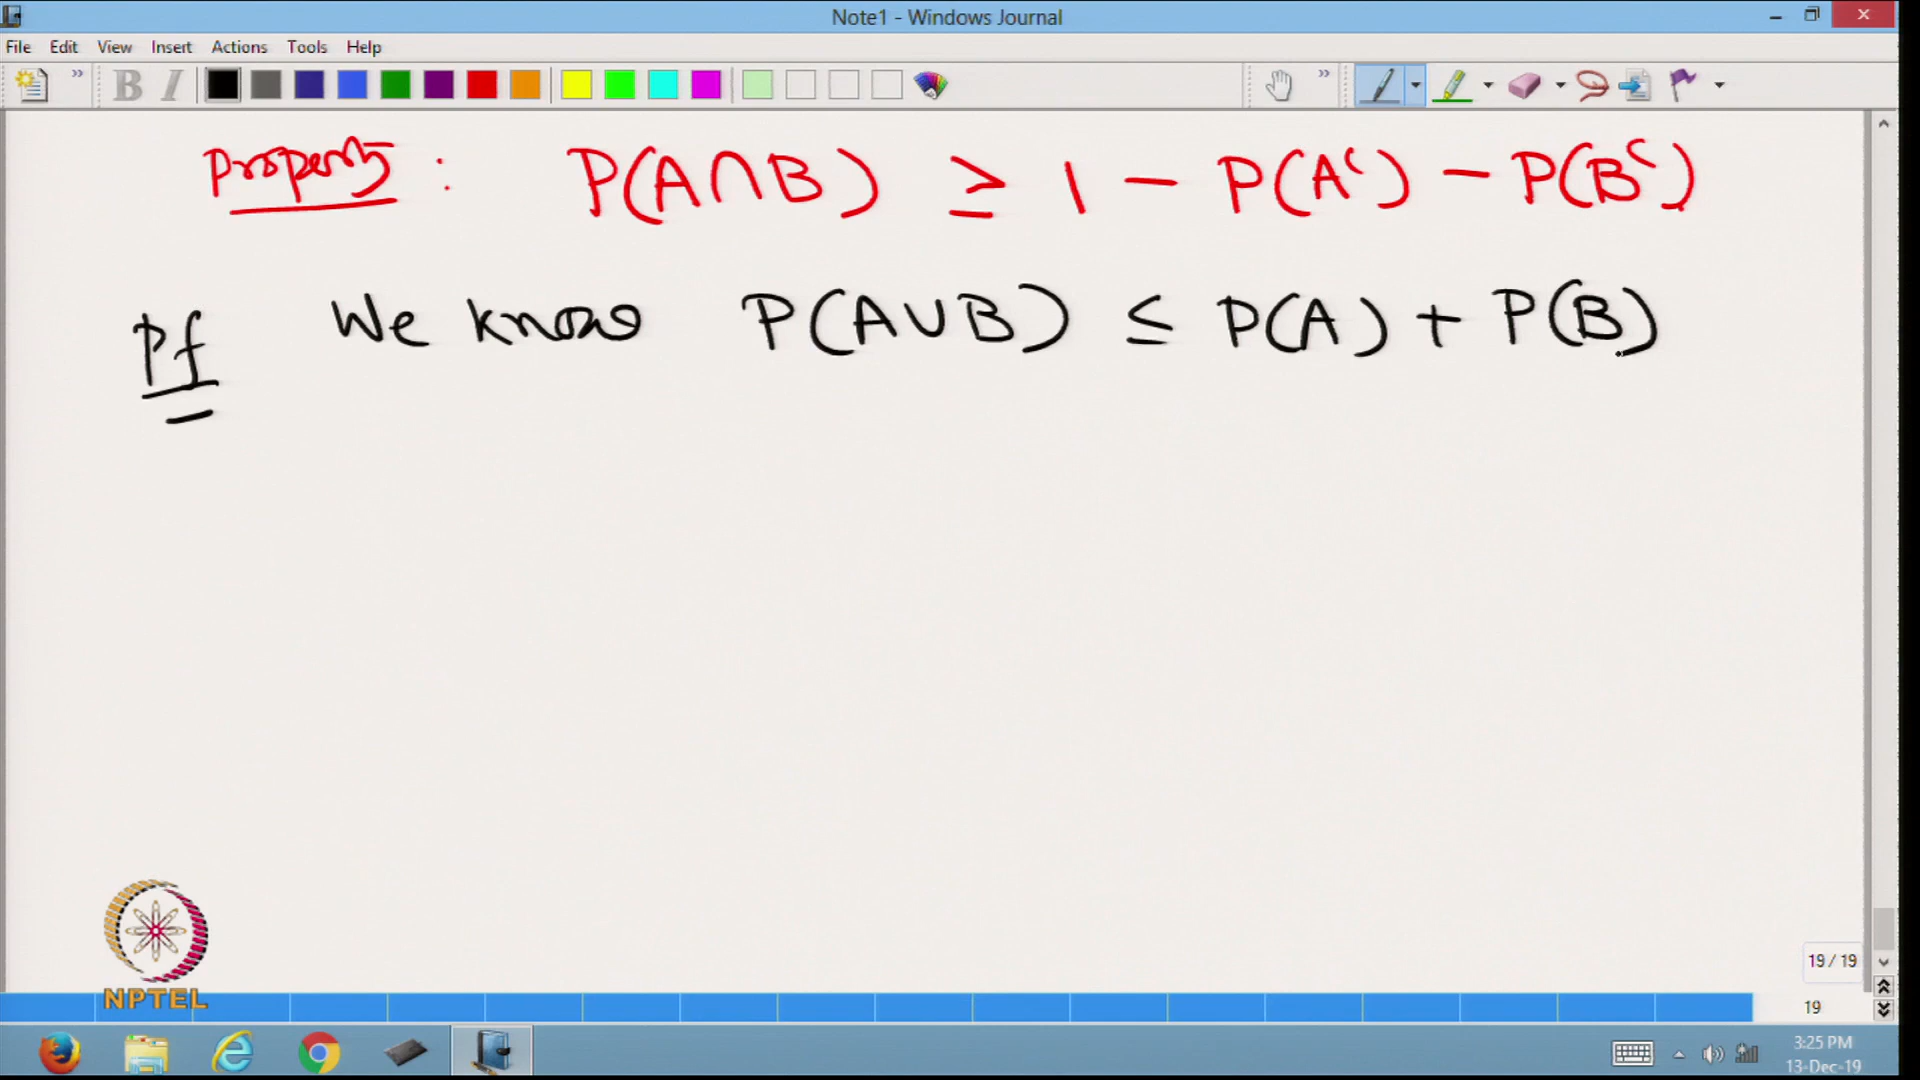 Note1 - Windows Journal
File Edit View Insert Actions Tools Help
B I
Property : P(A∩B) ≥ 1 - P(Aᶜ) - P(Bᶜ)
Pf We know P(A∪B) ≤ P(A) + P(B)
19 / 19
NPTEL
19
3:25 PM
13-Dec-19